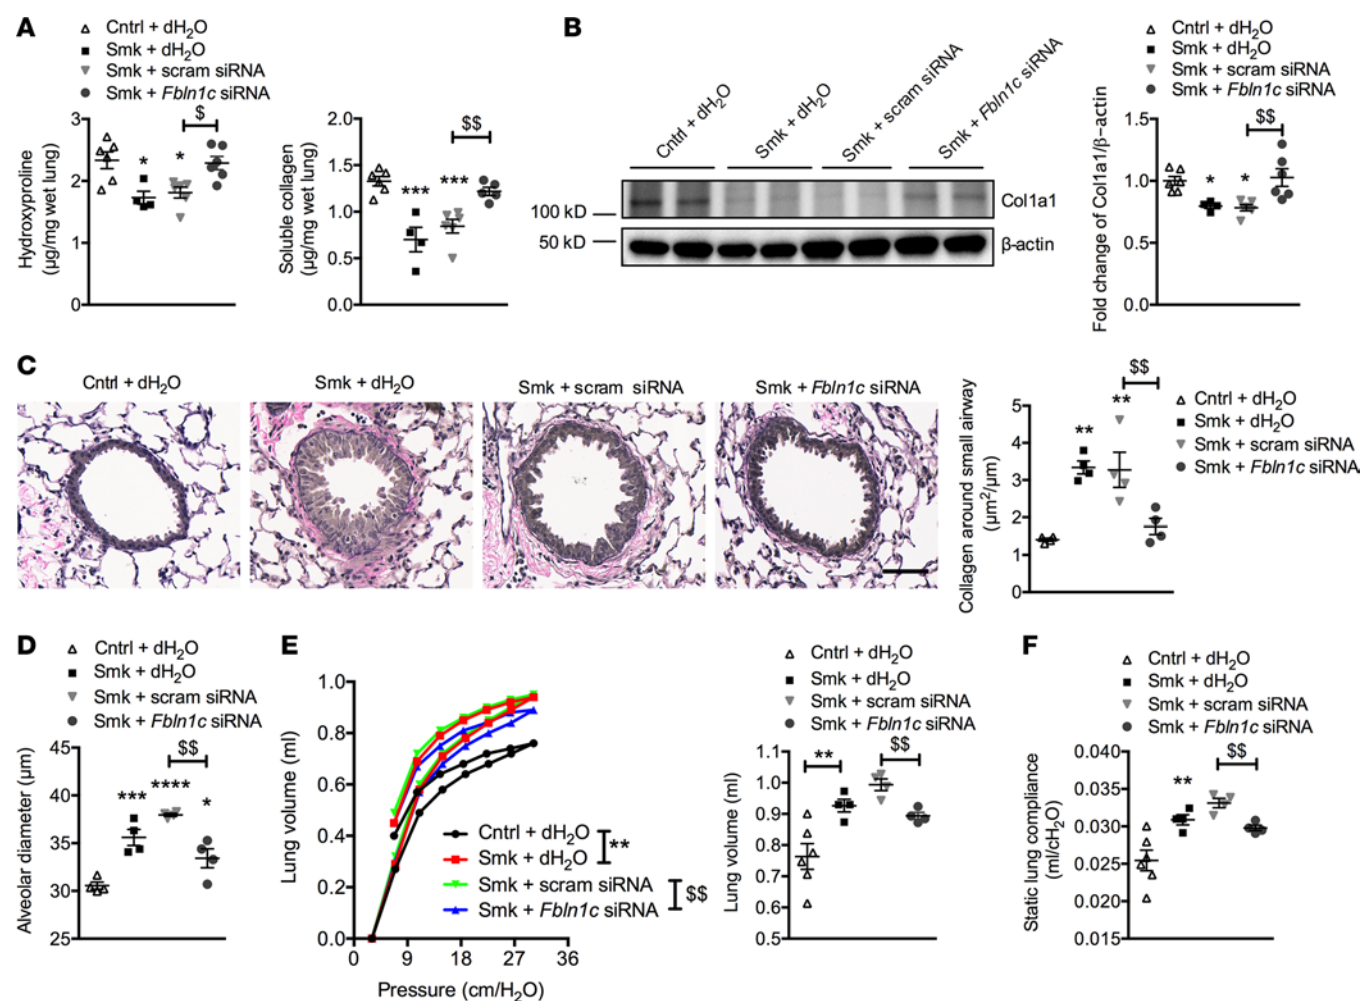 A
Cntrl + dH2O
Smk + dH2O
Smk + scram siRNA
Smk + Fbln1c siRNA
Hydroxyproline
(μg/mg wet lung)
3
2
1
0
*
*
$
Soluble collagen
(μg/mg wet lung)
2.0
1.5
1.0
0.5
0.0
***
***
$$
B
Cntrl + dH2O
Smk + dH2O
Smk + scram siRNA
Smk + Fbln1c siRNA
100 kD
50 kD
Col1a1
β-actin
Cntrl + dH2O
Smk + dH2O
Smk + scram siRNA
Smk + Fbln1c siRNA
Fold change of Col1a1/β-actin
1.5
1.0
0.5
0.0
*
*
$$
C
Cntrl + dH2O
Smk + dH2O
Smk + scram siRNA
Smk + Fbln1c siRNA
Collagen around small airway
(μm2/μm)
5
4
3
2
1
0
**
**
$$
Cntrl + dH2O
Smk + dH2O
Smk + scram siRNA
Smk + Fbln1c siRNA
D
Cntrl + dH2O
Smk + dH2O
Smk + scram siRNA
Smk + Fbln1c siRNA
Alveolar diameter (μm)
45
40
35
30
25
***
****
*
$$
E
Lung volume (ml)
1.0
0.8
0.6
0.4
0.2
0.0
0
9
18
27
36
Pressure (cm/H2O)
Cntrl + dH2O
Smk + dH2O
Smk + scram siRNA
Smk + Fbln1c siRNA
**
$$
Cntrl + dH2O
Smk + dH2O
Smk + scram siRNA
Smk + Fbln1c siRNA
Lung volume (ml)
1.1
1.0
0.9
0.8
0.7
0.6
0.5
**
$$
F
Cntrl + dH2O
Smk + dH2O
Smk + scram siRNA
Smk + Fbln1c siRNA
Static lung compliance
(ml/cH2O)
0.040
0.035
0.030
0.025
0.020
0.015
**
$$